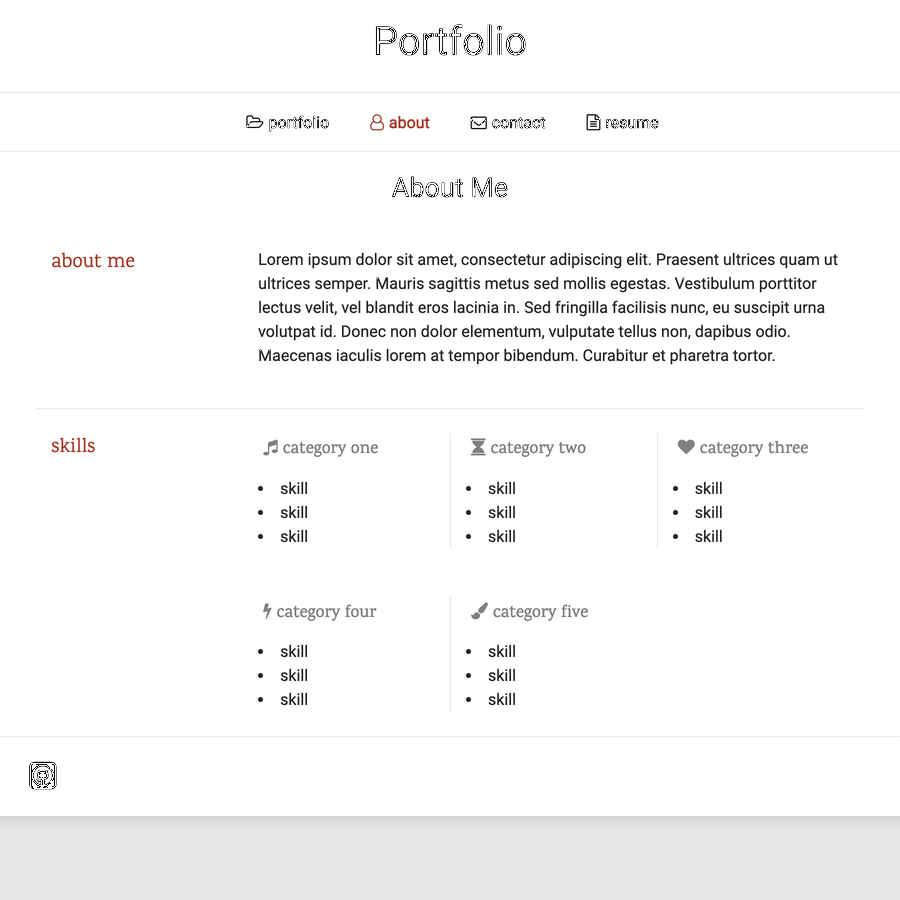 Portfolio
portfolio about contact resume
About Me
about me
Lorem ipsum dolor sit amet, consectetur adipiscing elit. Praesent ultrices quam ut
ultrices semper. Mauris sagittis metus sed mollis egestas. Vestibulum porttitor
lectus velit, vel blandit eros lacinia in. Sed fringilla facilisis nunc, eu suscipit urna
volutpat id. Donec non dolor elementum, vulputate tellus non, dapibus odio.
Maecenas iaculis lorem at tempor bibendum. Curabitur et pharetra tortor.
skills
category one
• skill
• skill
• skill
category two
• skill
• skill
• skill
category three
• skill
• skill
• skill
category four
• skill
• skill
• skill
category five
• skill
• skill
• skill